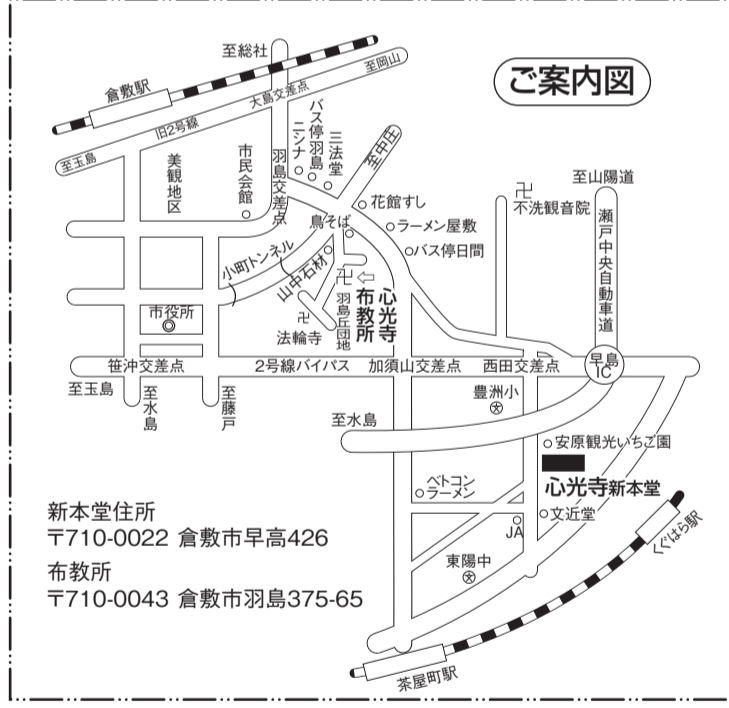 ご案内図
至総社
至岡山
倉敷駅
大島交差点
旧2号線
至玉島
美観地区
市民会館
羽島交差点
ニシナ
バス停羽島
三法堂
至中庄
花館すし
鳥そば
ラーメン屋敷
バス停日間
不洗観音院
至山陽道
瀬戸中央自動車道
小町トンネル
山中石材
卍
卍
卍
⇦
心光寺
布教所
羽島丘団地
法輪寺
市役所
笹沖交差点
2号線バイパス
加須山交差点
西田交差点
早島
IC
至玉島
至水島
至藤戸
豊洲小
至水島
安原観光いちご園
心光寺新本堂
ベトコン
ラーメン
文近堂
JA
東陽中
くぐはら駅
茶屋町駅
新本堂住所
〒710-0022 倉敷市早高426
布教所
〒710-0043 倉敷市羽島375-65